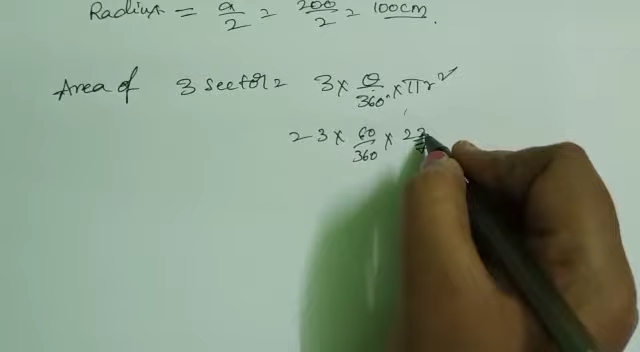 Radius = a/2 = 200/2 = 100cm.
Area of 3 sector = 3 × θ/360° × πr²
= 3 × 60/360 × 22